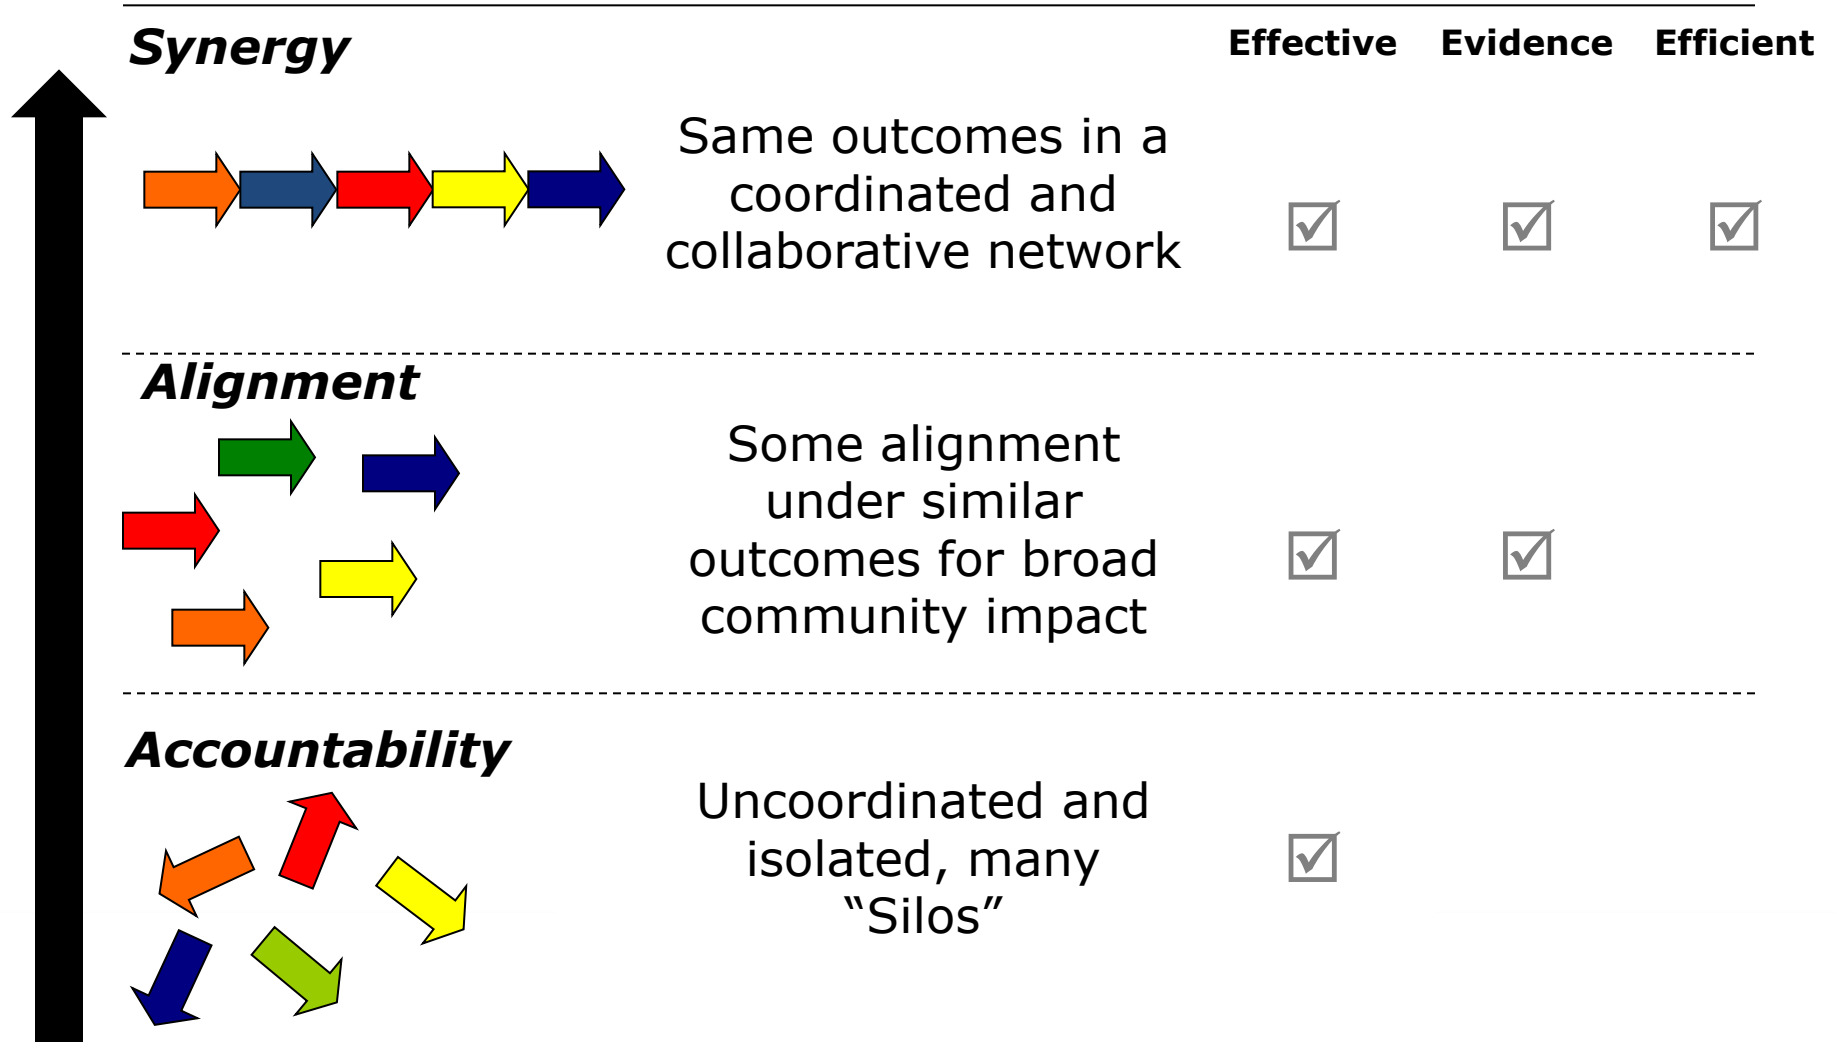 Synergy
Effective Evidence Efficient
Same outcomes in a
coordinated and
collaborative network
Alignment
Some alignment
under similar
outcomes for broad
community impact
Accountability
Uncoordinated and
isolated, many
“Silos”